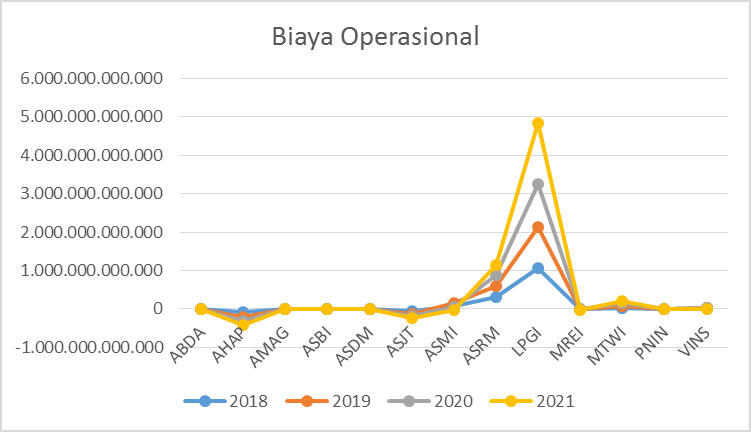 Biaya Operasional
6.000.000.000.000
5.000.000.000.000
4.000.000.000.000
3.000.000.000.000
2.000.000.000.000
1.000.000.000.000
0
-1.000.000.000.000
ABDA AHAP AMAG ASBI ASDM ASJT ASMI ASRM LPGI MREI MTWI PNIN VINS
2018 2019 2020 2021